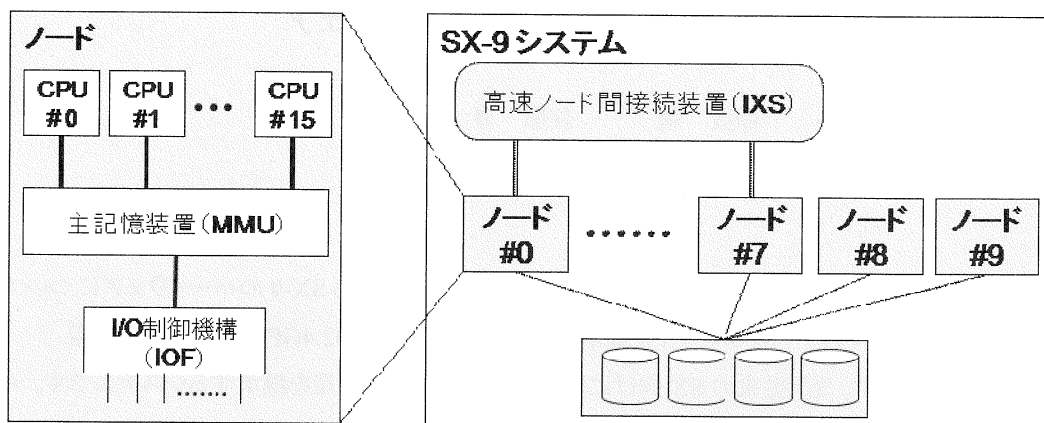 ノード
CPU
#0
CPU
#1
•••
CPU
#15
主記憶装置(MMU)
I/O制御機構
(IOF)
.......
SX-9システム
高速ノード間接続装置(IXS)
ノード
#0
••••••
ノード
#7
ノード
#8
ノード
#9